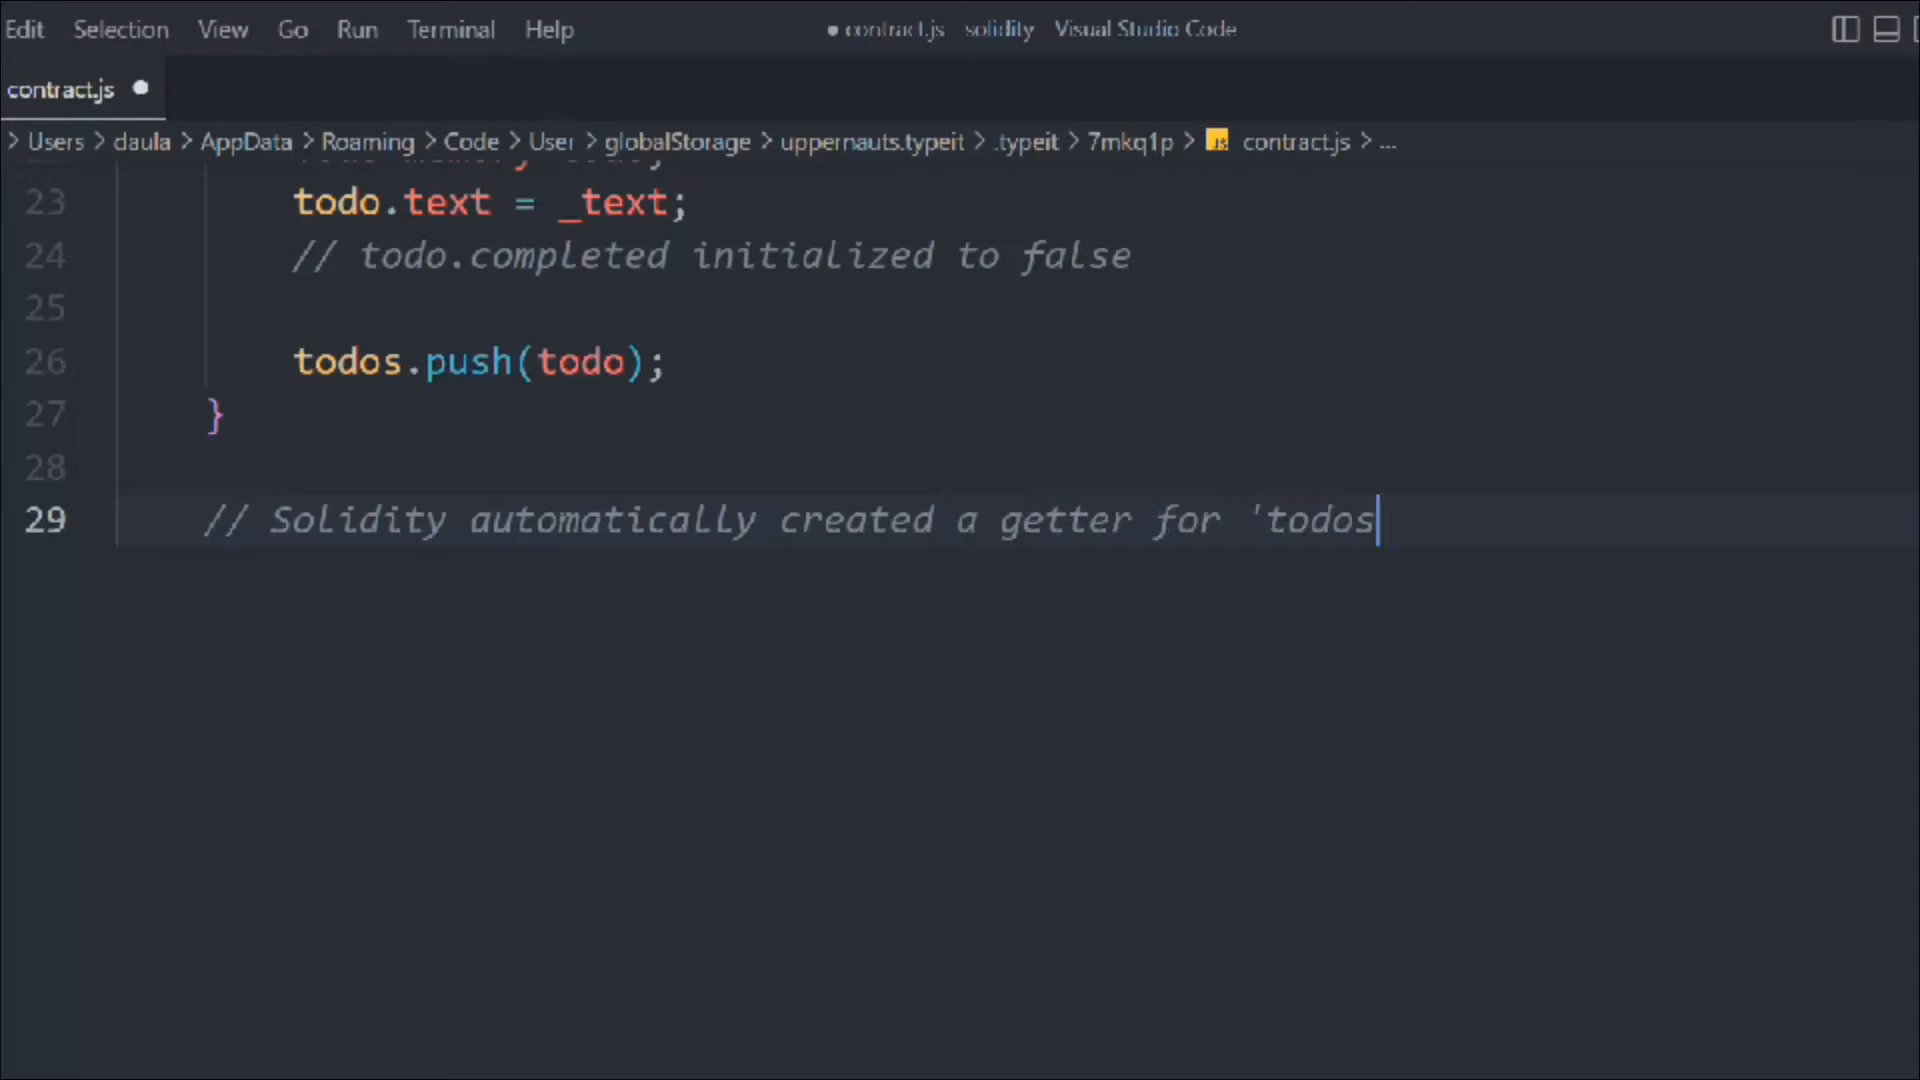 Edit Selection View Go Run Terminal Help ● contract.js solidity Visual Studio Code
contract.js ●
> Users > daula > AppData > Roaming > Code > User > globalStorage > uppernauts.typeit > .typeit > 7mkq1p > JS contract.js > ...
23 todo.text = _text;
24 // todo.completed initialized to false
25
26 todos.push(todo);
27 }
28
29 // Solidity automatically created a getter for 'todos